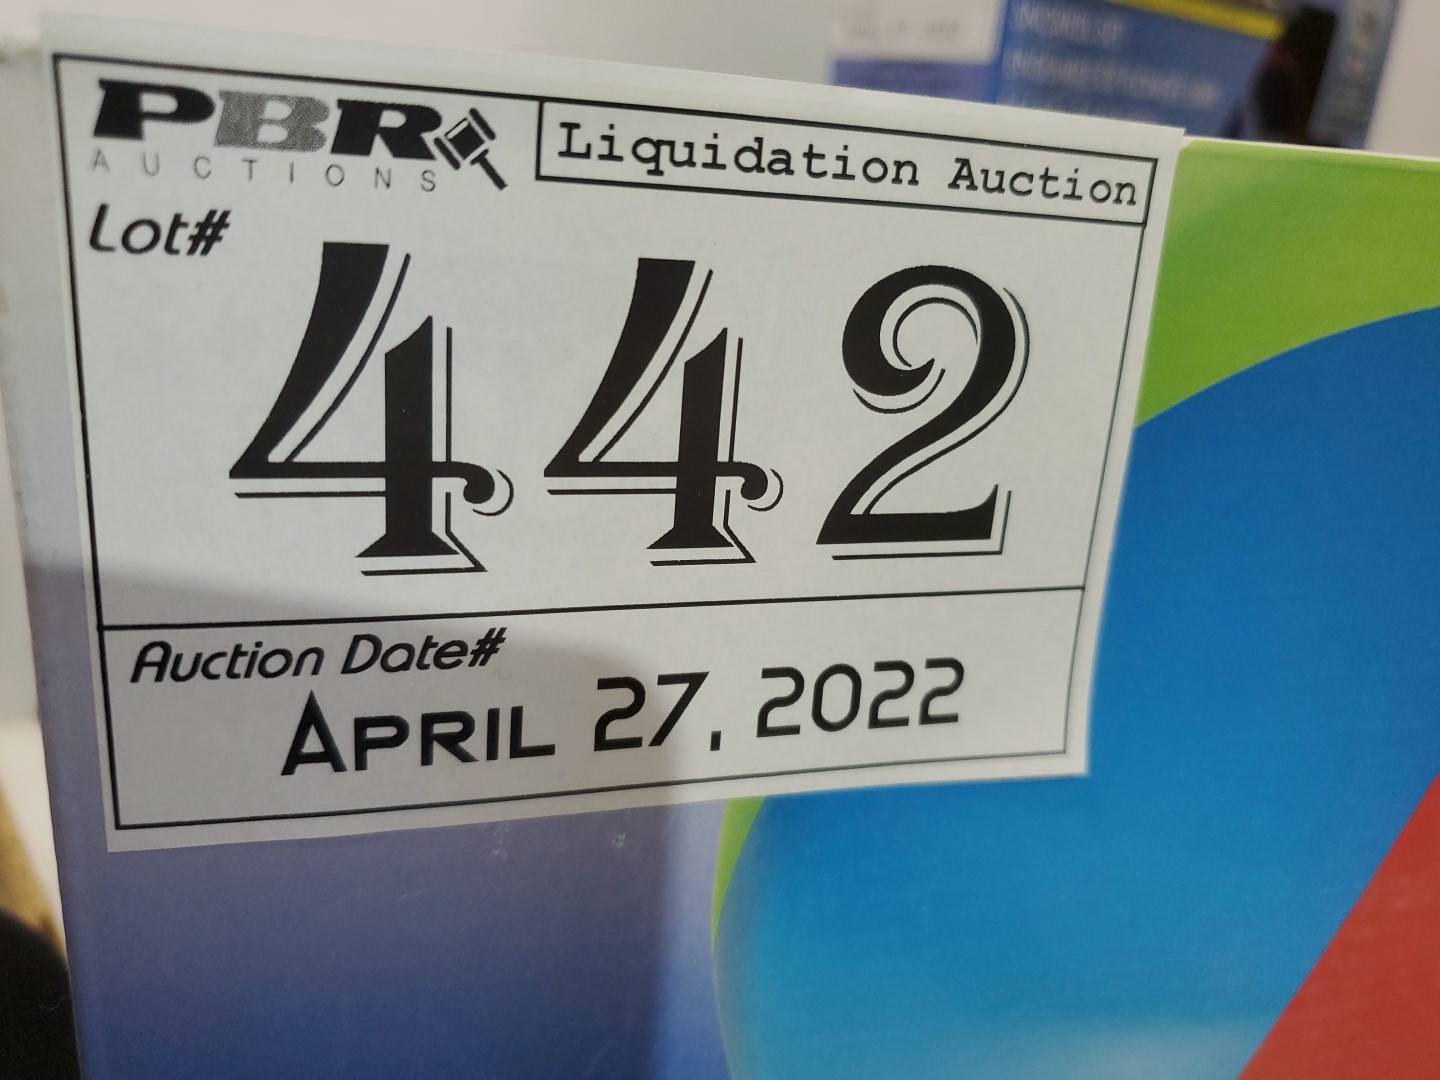 PBR
AUCTIONS
Liquidation Auction
Lot#
442
Auction Date#
APRIL 27, 2022